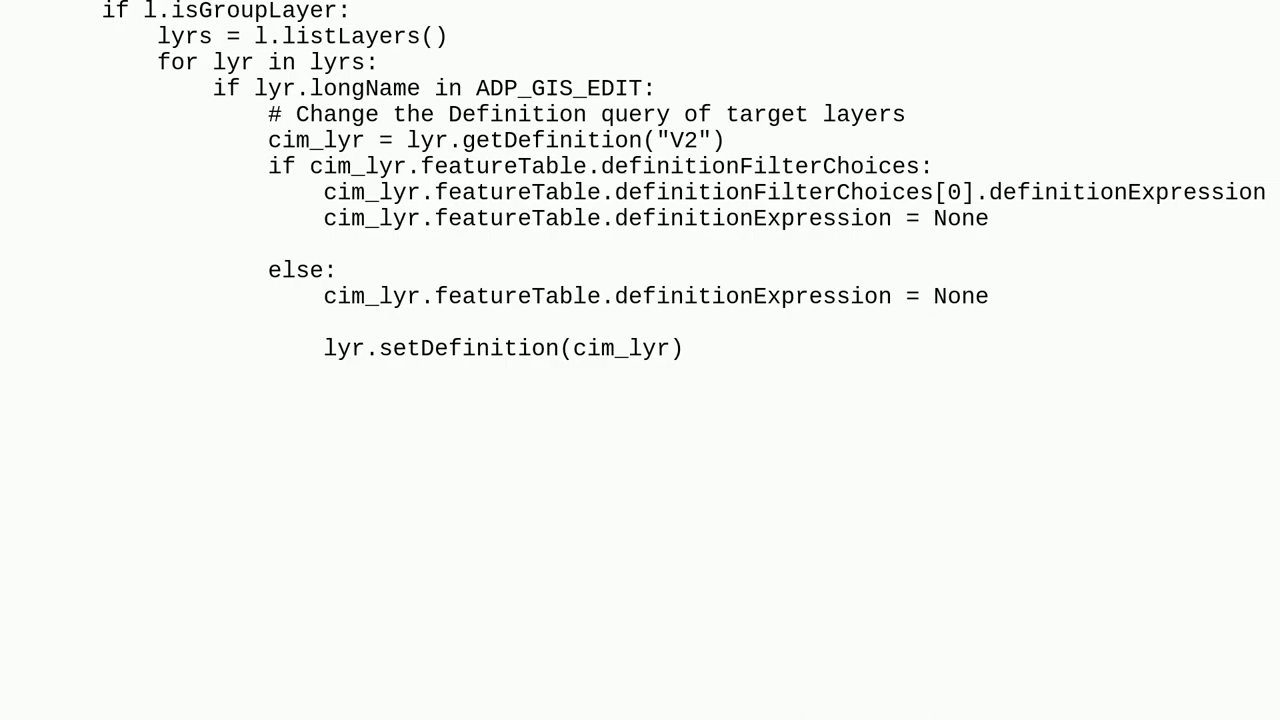 if l.isGroupLayer:
lyrs = l.listLayers()
for lyr in lyrs:
if lyr.longName in ADP_GIS_EDIT:
# Change the Definition query of target layers
cim_lyr = lyr.getDefinition("V2")
if cim_lyr.featureTable.definitionFilterChoices:
cim_lyr.featureTable.definitionFilterChoices[0].definitionExpression
cim_lyr.featureTable.definitionExpression = None
else:
cim_lyr.featureTable.definitionExpression = None
lyr.setDefinition(cim_lyr)